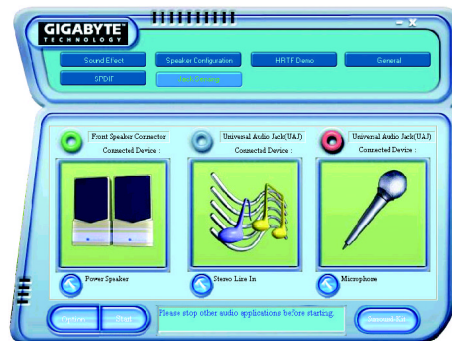 GIGABYTE™
TECHNOLOGY
Sound Effect
Speaker Configuration
HRTF Demo
General
SPDIF
Jack Sensing
Front Speaker Connector
Connected Device :
Universal Audio Jack(UAJ)
Connected Device :
Universal Audio Jack(UAJ)
Connected Device :
Power Speaker
Stereo Line In
Microphone
Option
Start
Please stop other audio applications before starting.
Surround Kit